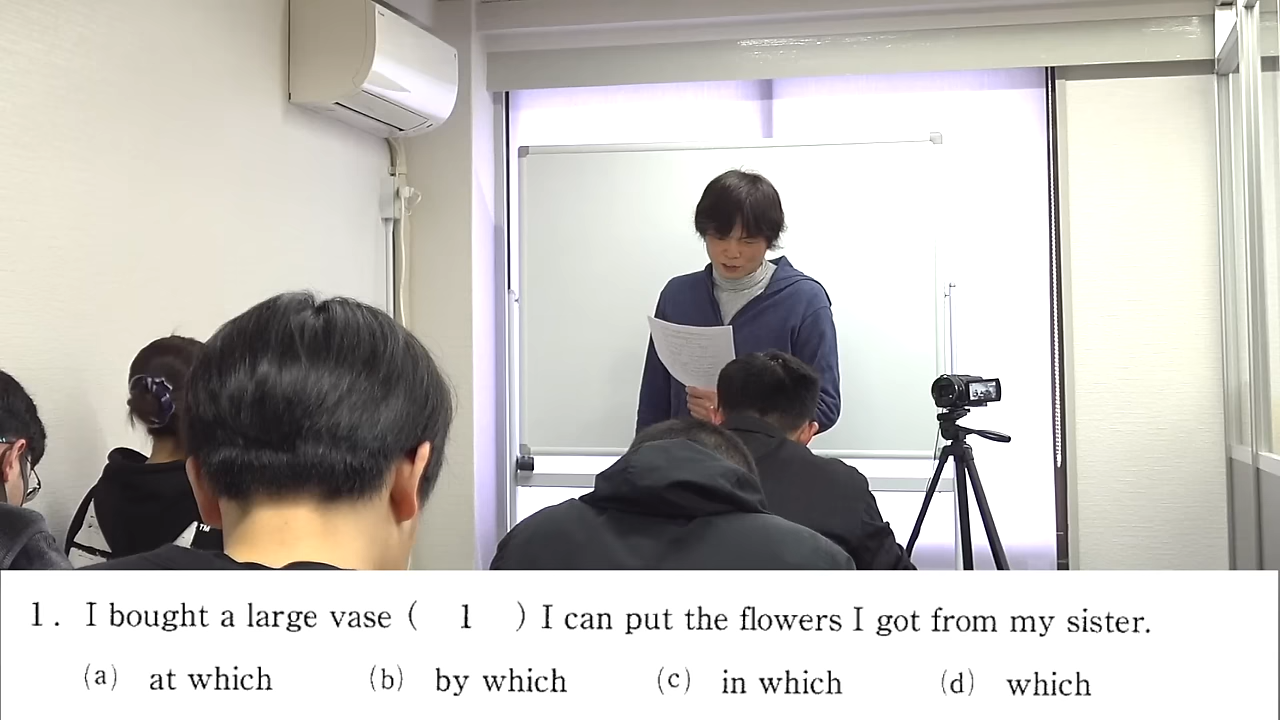 1. I bought a large vase ( 1 ) I can put the flowers I got from my sister.
(a) at which (b) by which (c) in which (d) which